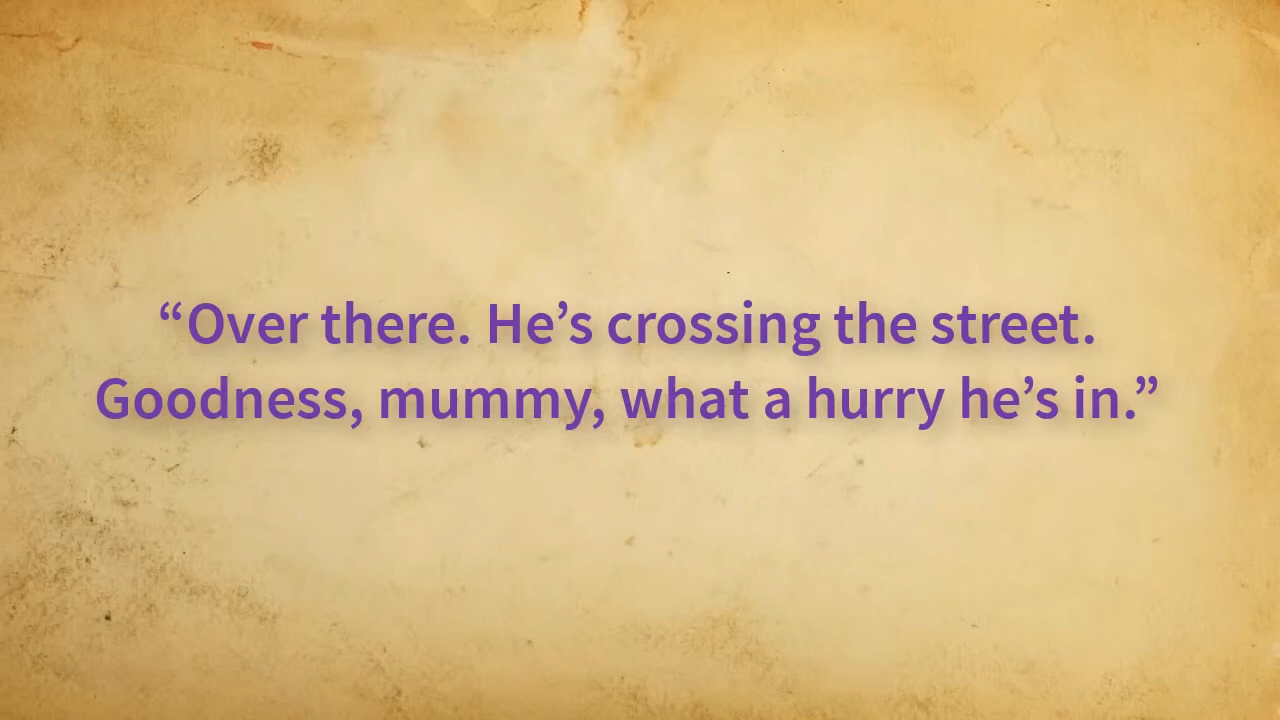 “Over there. He’s crossing the street.
Goodness, mummy, what a hurry he’s in.”